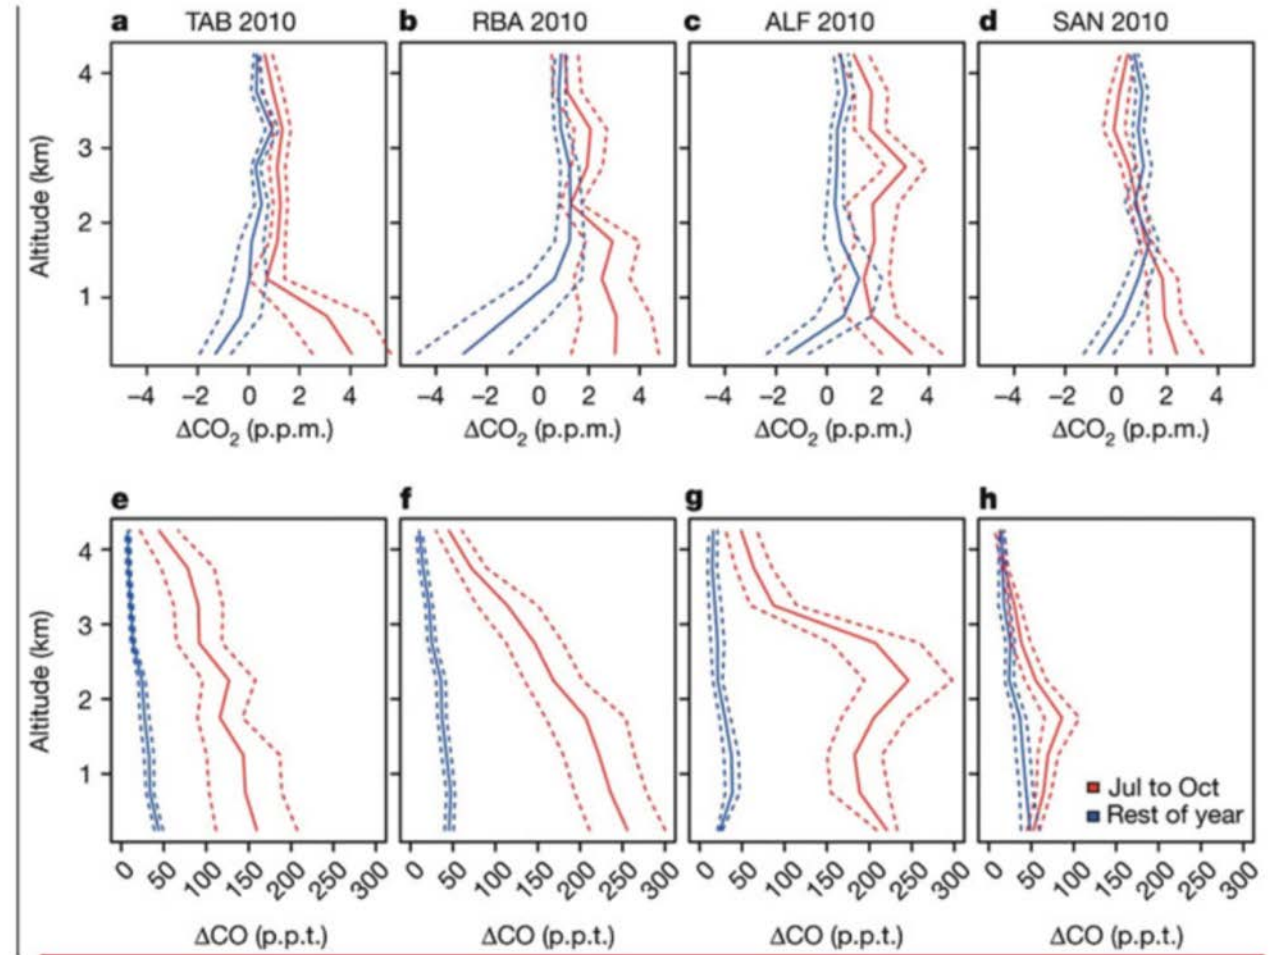 a TAB 2010 b RBA 2010 c ALF 2010 d SAN 2010
Altitude (km)
4
3
2
1
–4 –2 0 2 4 –4 –2 0 2 4 –4 –2 0 2 4 –4 –2 0 2 4
ΔCO2 (p.p.m.) ΔCO2 (p.p.m.) ΔCO2 (p.p.m.) ΔCO2 (p.p.m.)
e f g h
Altitude (km)
4
3
2
1
Jul to Oct
Rest of year
0 50 100 150 200 250 300 0 50 100 150 200 250 300 0 50 100 150 200 250 300 0 50 100 150 200 250 300
ΔCO (p.p.t.) ΔCO (p.p.t.) ΔCO (p.p.t.) ΔCO (p.p.t.)